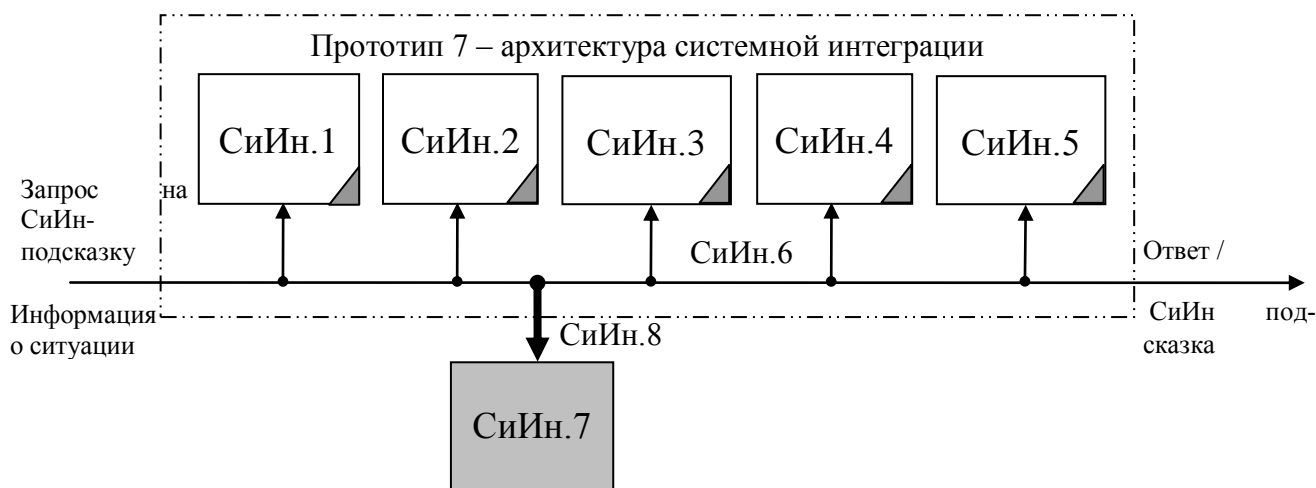 Прототип 7 – архитектура системной интеграции
СиИн.1
СиИн.2
СиИн.3
СиИн.4
СиИн.5
Запрос на
СиИн-
подсказку
СиИн.6
Ответ /
Информация
о ситуации
СиИн под-
сказка
СиИн.8
СиИн.7